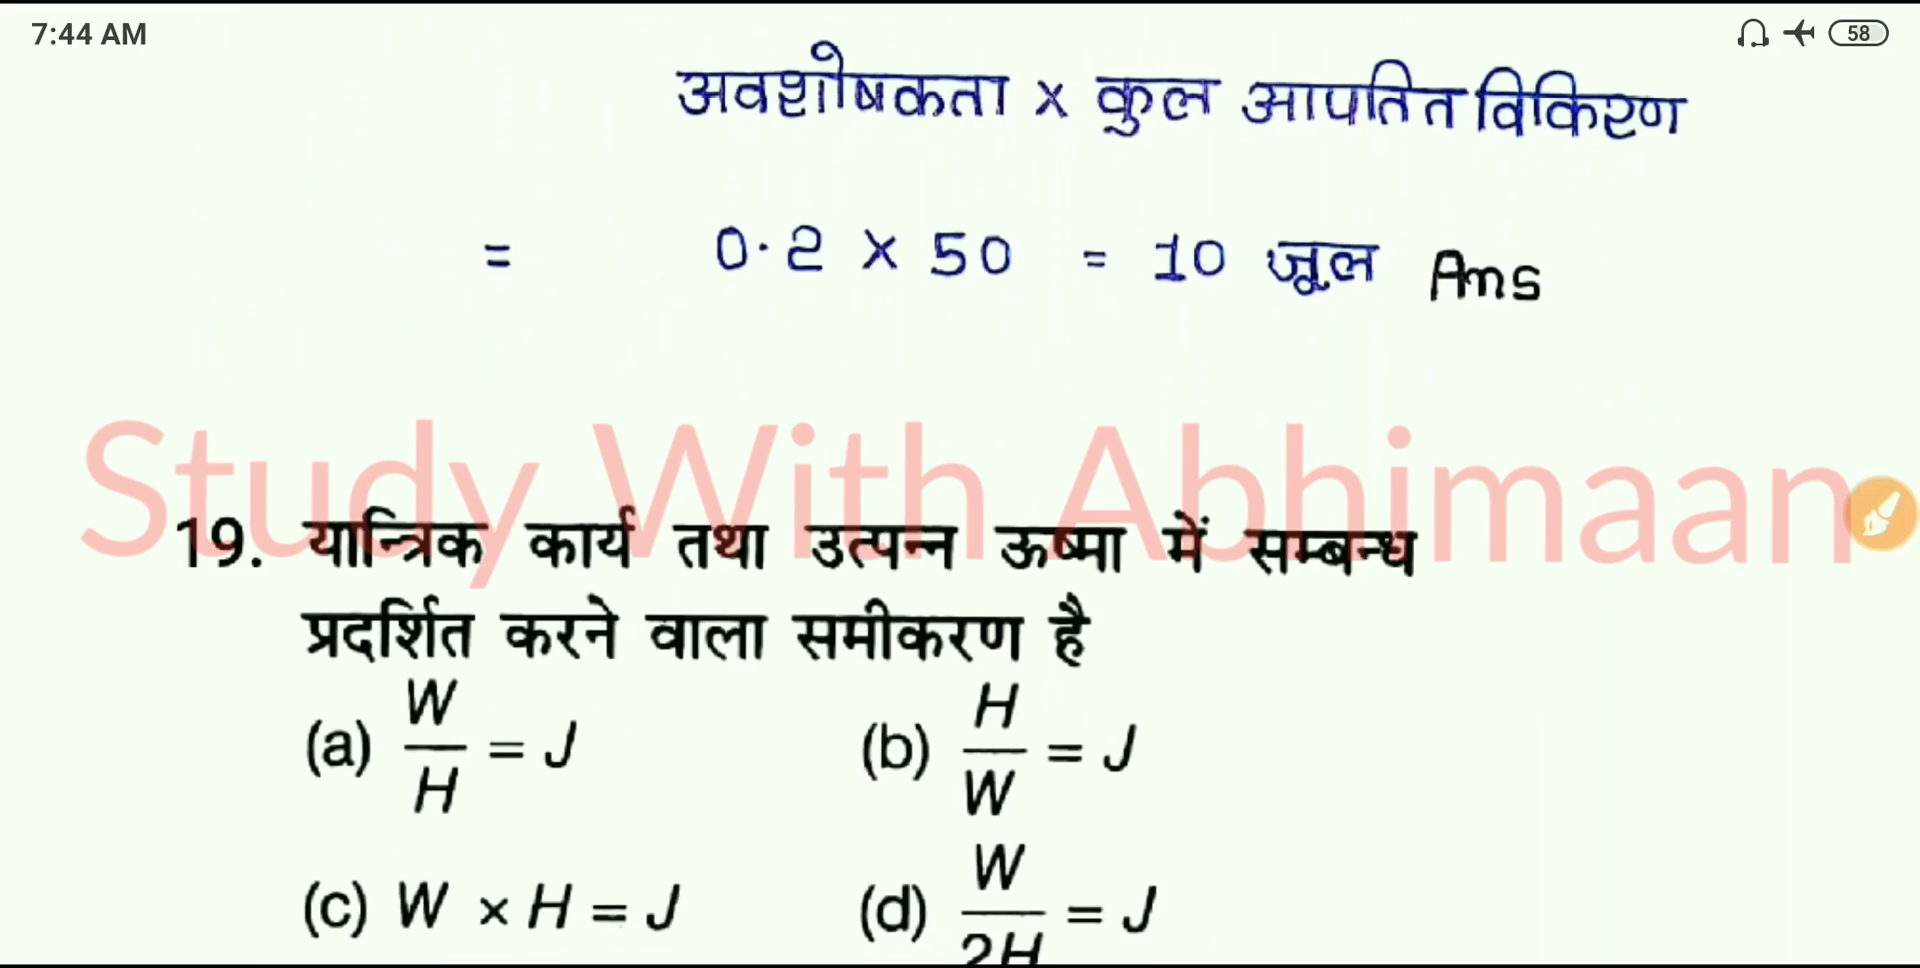 7:44 AM 58
अवशोषकता × कुल आपतित विकिरण
= 0.2 × 50 = 10 जूल Ans
Study With Abhimaan
19. यान्त्रिक कार्य तथा उत्पन्न ऊष्मा में सम्बन्ध
प्रदर्शित करने वाला समीकरण है
(a) W/H = J (b) H/W = J
(c) W × H = J (d) W/2H = J